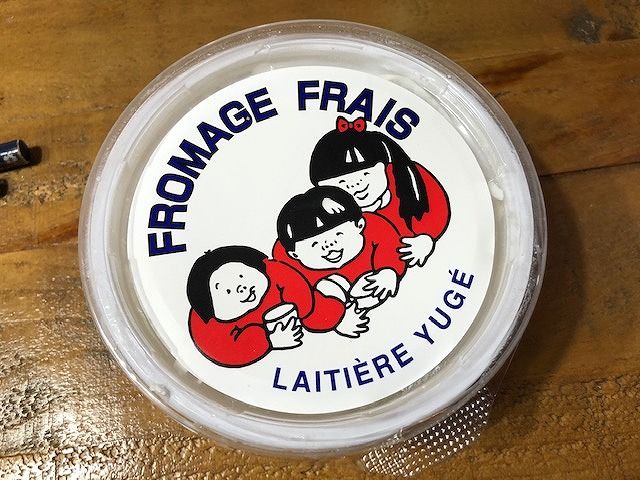 FROMAGE FRAIS
LAITIÈRE YUGÉ